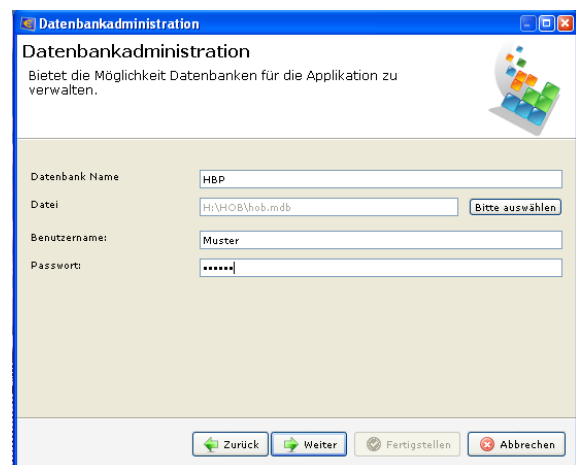 Datenbankadministration
Datenbankadministration
Bietet die Möglichkeit Datenbanken für die Applikation zu
verwalten.
Datenbank Name HBP
Datei H:\HOB\hob.mdb Bitte auswählen
Benutzername: Muster
Passwort: ••••••
Zurück Weiter Fertigstellen Abbrechen